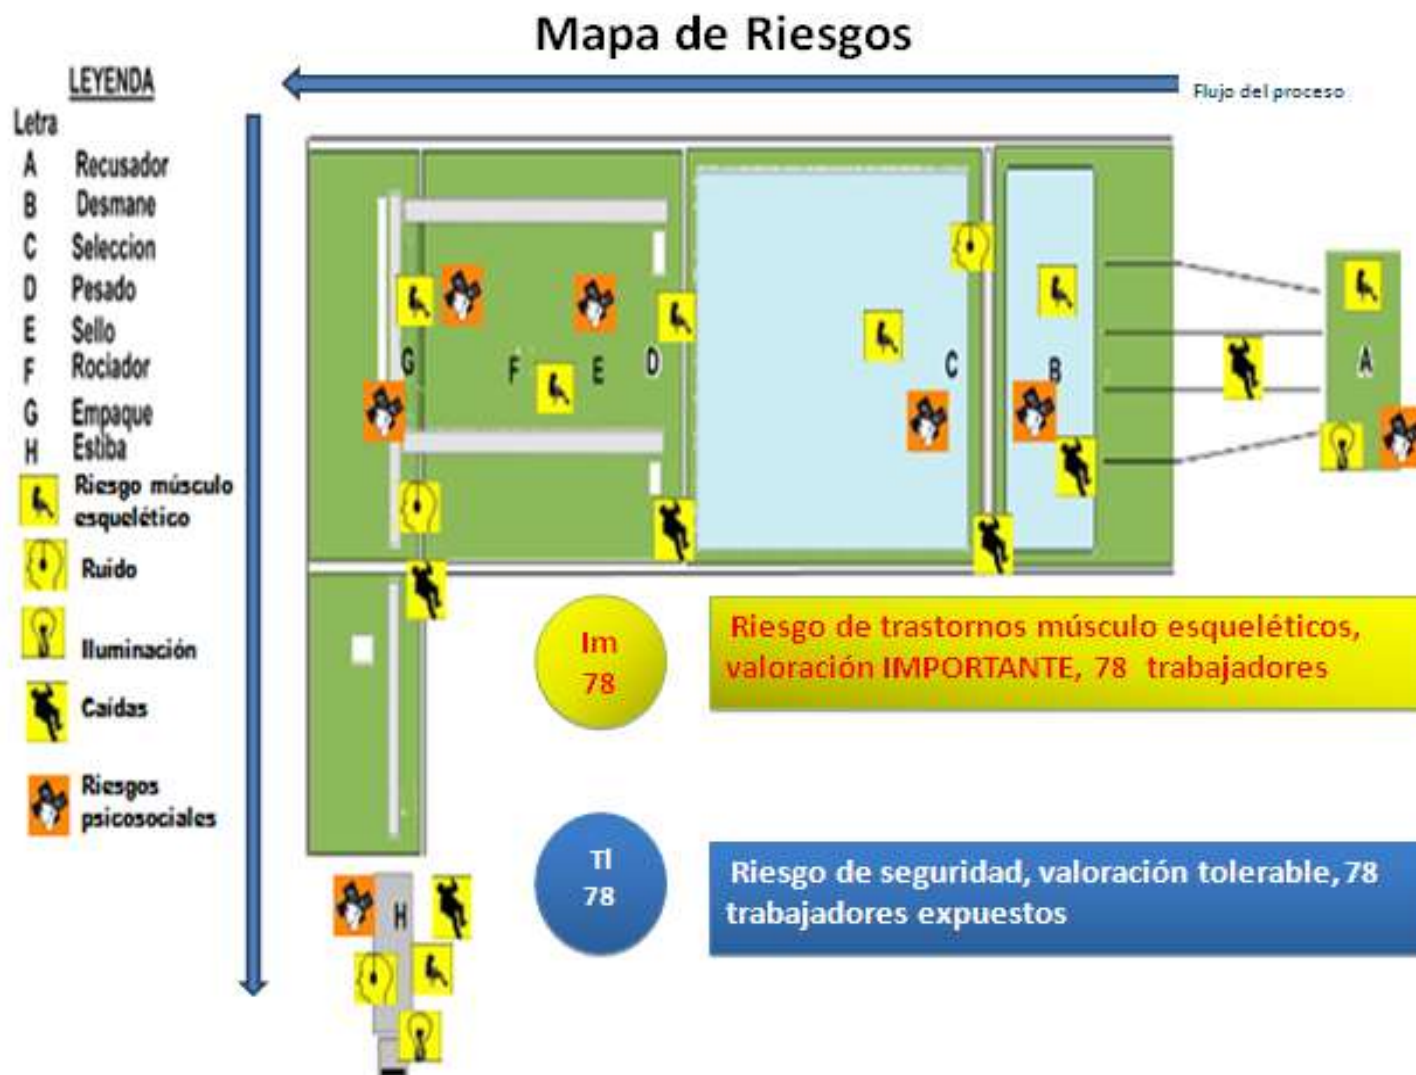 Mapa de Riesgos
Flujo del proceso
LEYENDA
Letra
A Recusador
B Desmane
C Seleccion
D Pesado
E Sello
F Rociador
G Empaque
H Estiba
Riesgo músculo
esquelético
Ruido
Iluminación
Caídas
Riesgos
psicosociales
G F E D C B A
H
Im
78
Riesgo de trastornos músculo esqueléticos,
valoración IMPORTANTE, 78 trabajadores
Tl
78
Riesgo de seguridad, valoración tolerable, 78
trabajadores expuestos